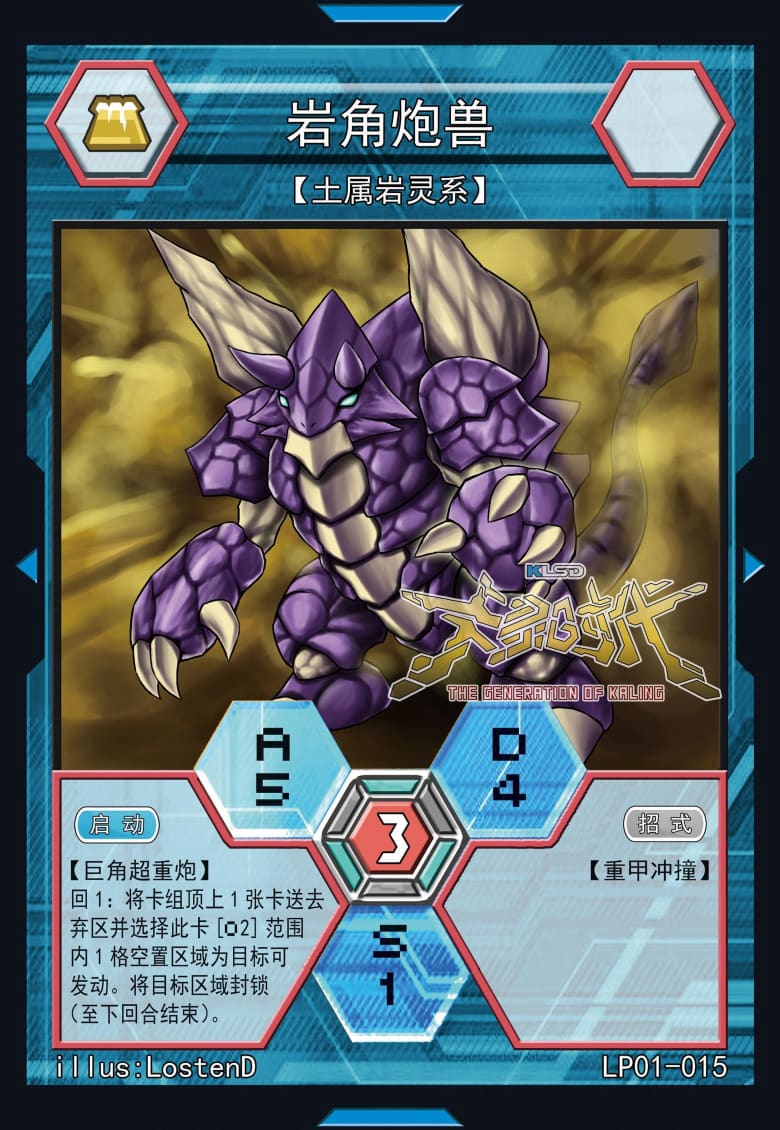 岩角炮兽
【土属岩灵系】
KLSD
THE GENERATION OF KALING
A
5
D
4
3
S
1
启动
【巨角超重炮】
回1：将卡组顶上1张卡送去
弃区并选择此卡[O2]范围
内1格空置区域为目标可
发动。将目标区域封锁
（至下回合结束）。
招式
【重甲冲撞】
illus:LostenD
LP01-015